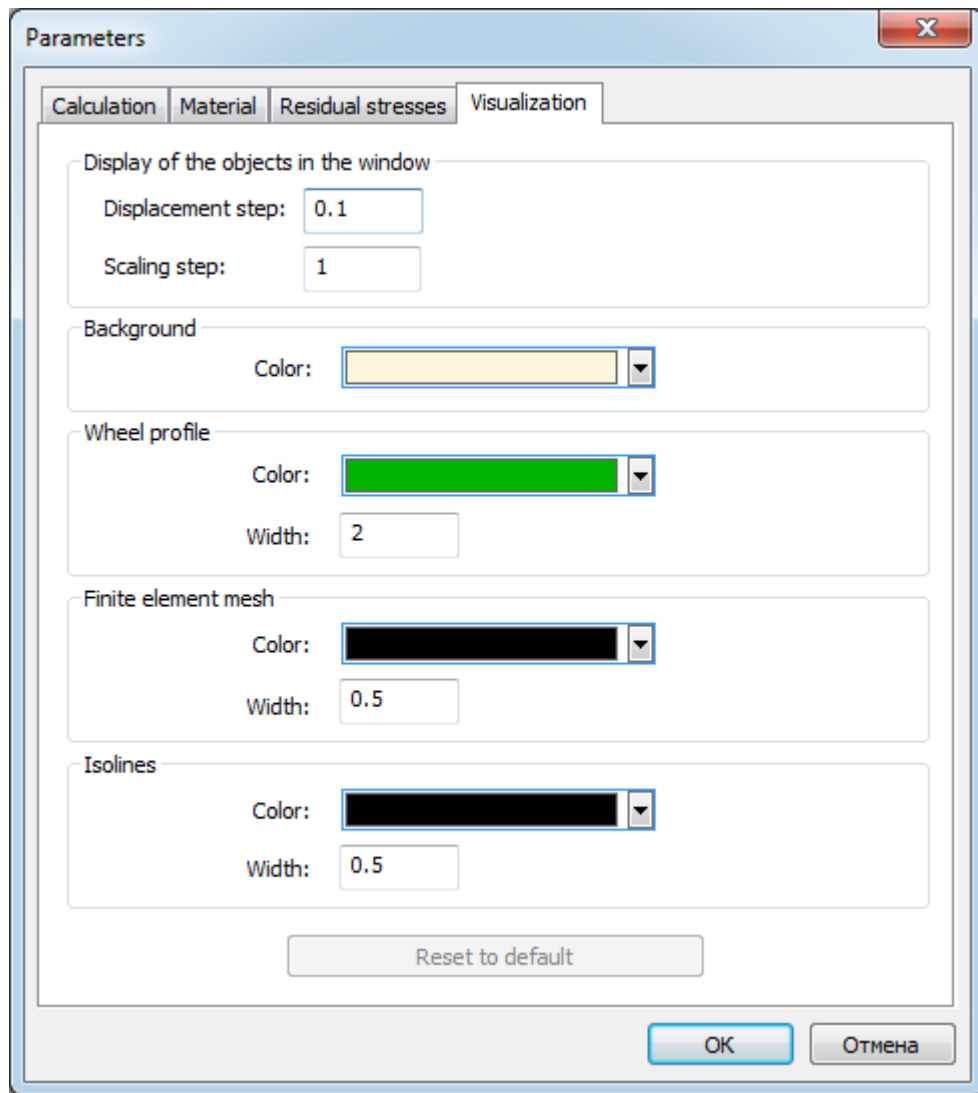 Parameters
Calculation Material Residual stresses Visualization
Display of the objects in the window
Displacement step: 0.1
Scaling step: 1
Background
Color:
Wheel profile
Color:
Width: 2
Finite element mesh
Color:
Width: 0.5
Isolines
Color:
Width: 0.5
Reset to default
OK Отмена